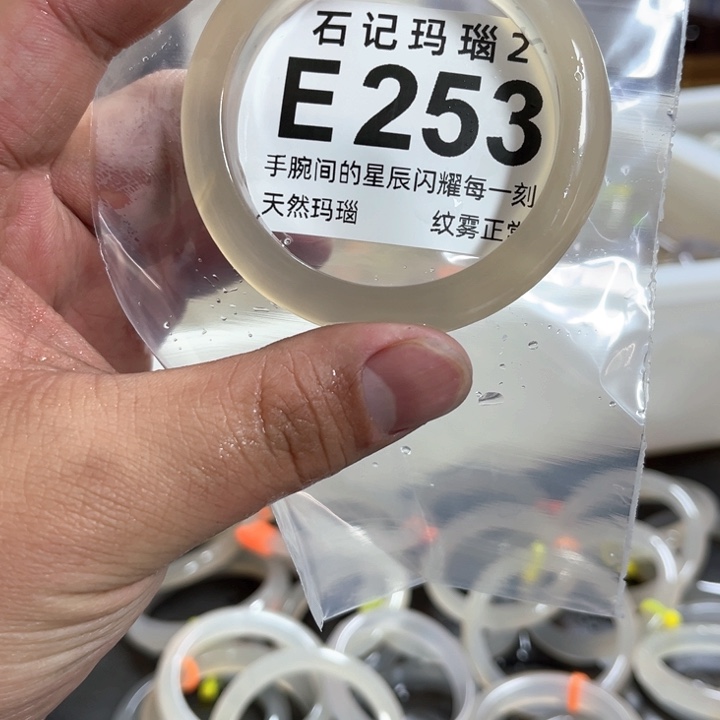 石记玛瑙2
E253
手腕间的星辰闪耀每一刻
天然玛瑙 纹雾正常